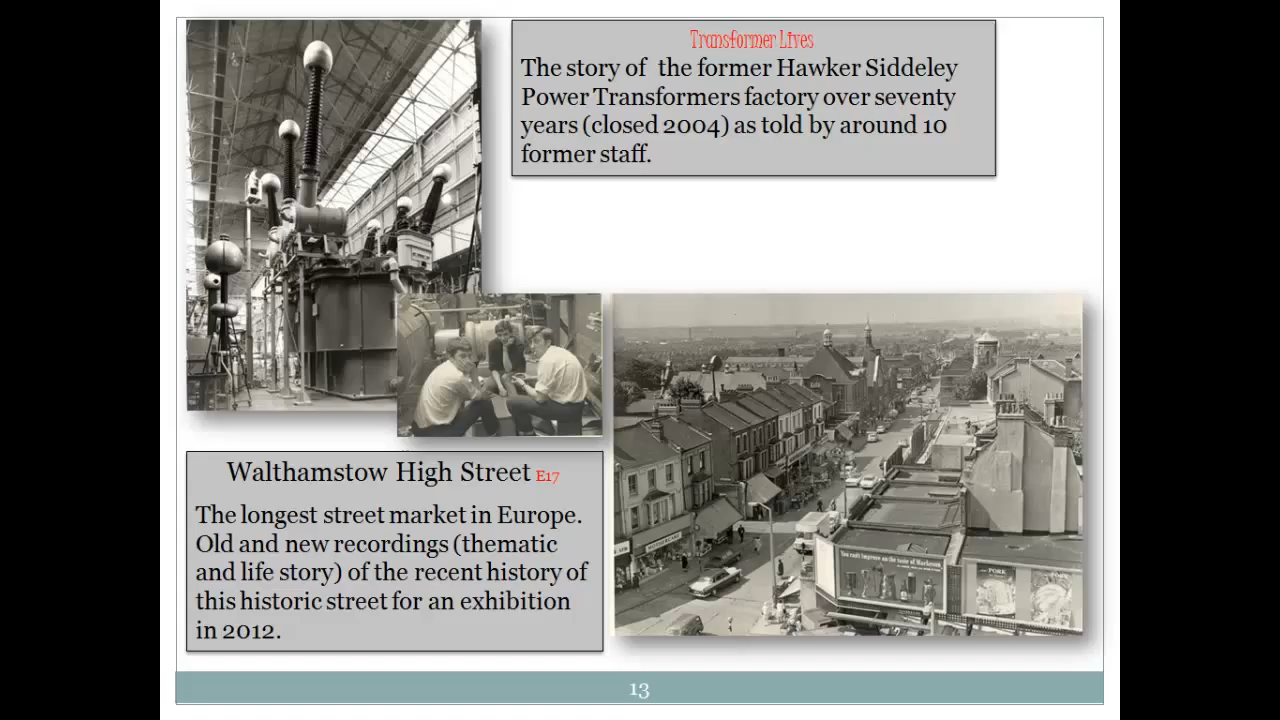 Transformer Lives
The story of the former Hawker Siddeley
Power Transformers factory over seventy
years (closed 2004) as told by around 10
former staff.
Walthamstow High Street E17
The longest street market in Europe.
Old and new recordings (thematic
and life story) of the recent history of
this historic street for an exhibition
in 2012.
PORK
13